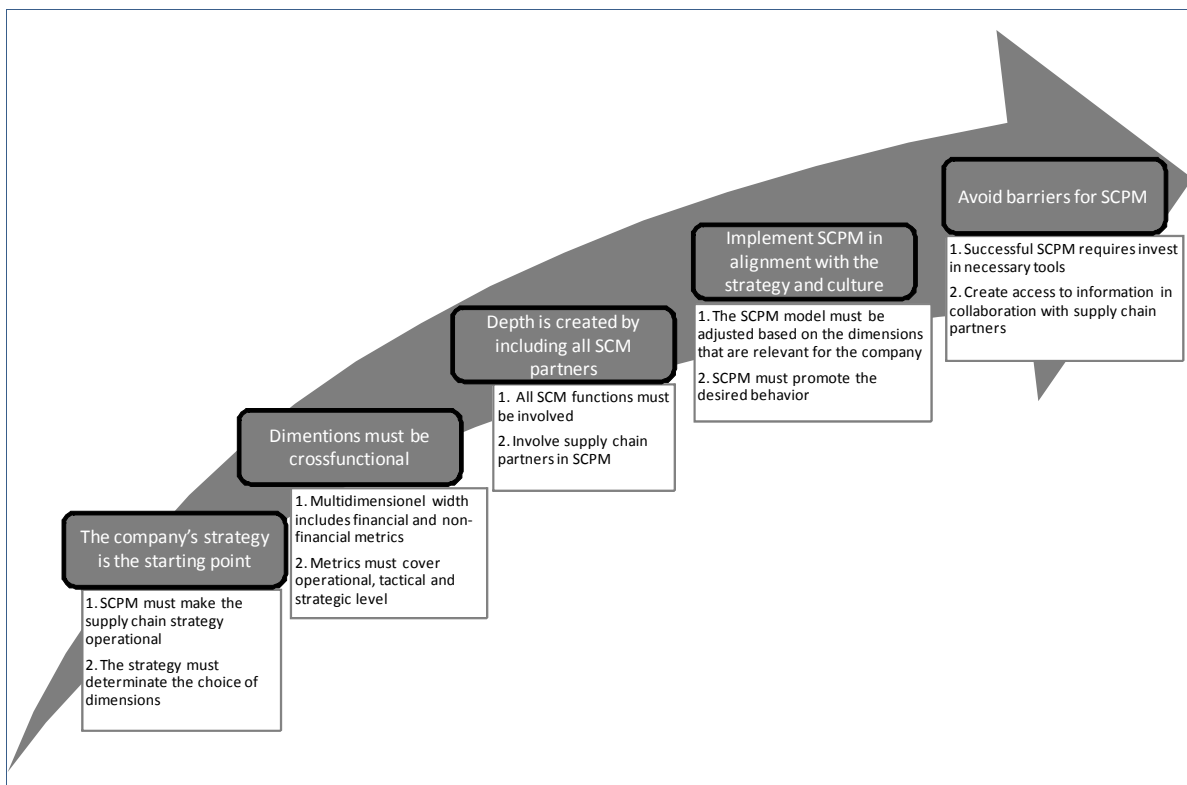 The company's strategy
is the starting point
1. SCPM must make the
supply chain strategy
operational
2. The strategy must
determinate the choice of
dimensions
Dimentions must be
crossfunctional
1. Multidimensionel width
includes financial and non-
financial metrics
2. Metrics must cover
operational, tactical and
strategic level
Depth is created by
including all SCM
partners
1. All SCM functions must
be involved
2. Involve supply chain
partners in SCPM
Implement SCPM in
alignment with the
strategy and culture
1. The SCPM model must be
adjusted based on the dimensions
that are relevant for the company
2. SCPM must promote the
desired behavior
Avoid barriers for SCPM
1. Successful SCPM requires invest
in necessary tools
2. Create access to information in
collaboration with supply chain
partners